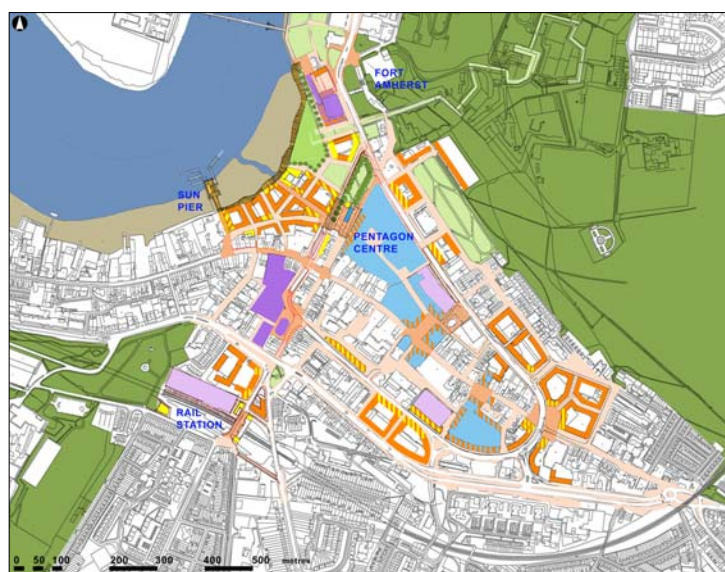 FORT
AMHERST
SUN
PIER
PENTAGON
CENTRE
RAIL
STATION
0 50 100 200 300 400 500 metres